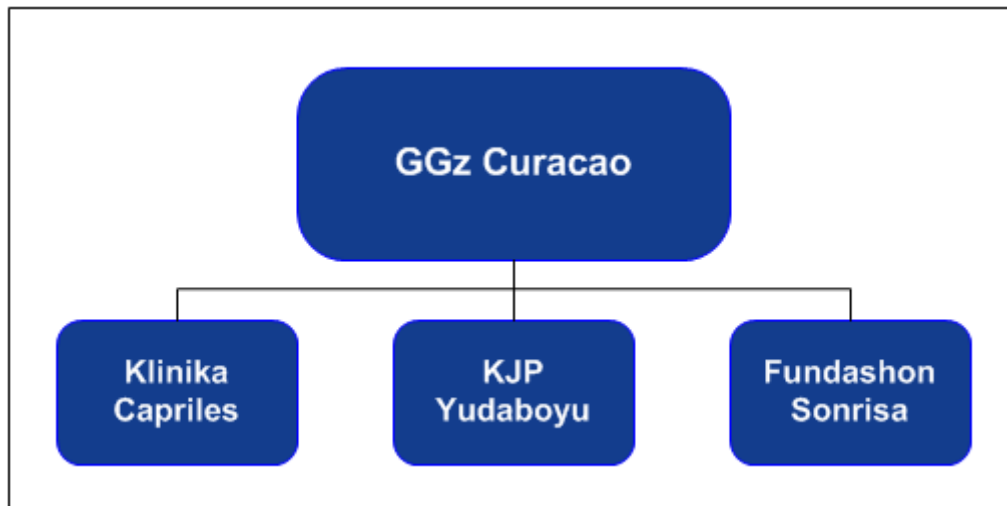 GGz Curacao
Klinika
Capriles
KJP
Yudaboyu
Fundashon
Sonrisa